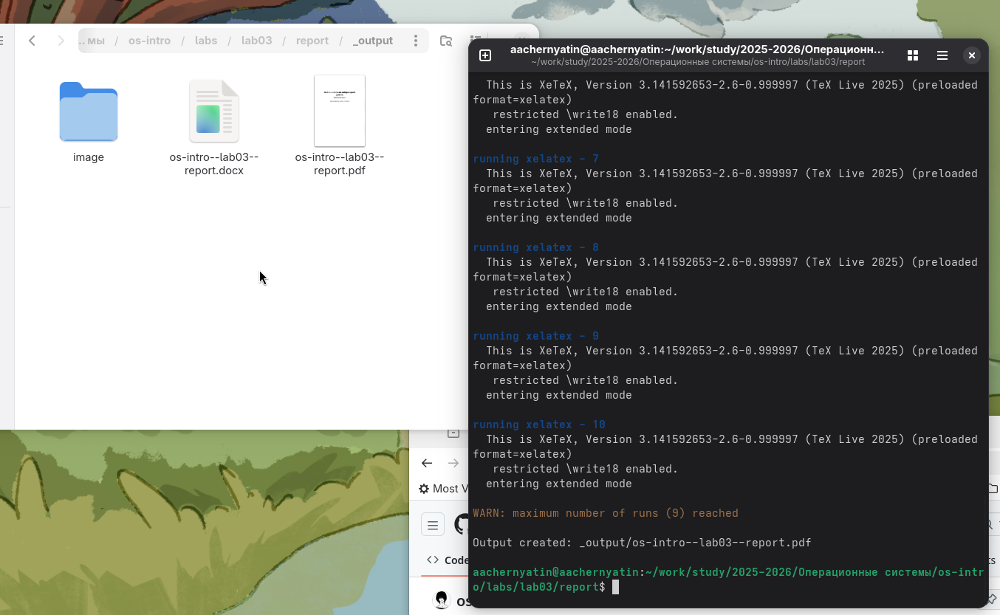 ..мы / os-intro / labs / lab03 / report / _output
image
os-intro--lab03--
report.docx
os-intro--lab03--
report.pdf
aachernyatin@aachernyatin:~/work/study/2025-2026/Операционн...
~/work/study/2025-2026/Операционные системы/os-intro/labs/lab03/report
This is XeTeX, Version 3.141592653-2.6-0.999997 (TeX Live 2025) (preloaded
format=xelatex)
restricted \write18 enabled.
entering extended mode
running xelatex - 7
This is XeTeX, Version 3.141592653-2.6-0.999997 (TeX Live 2025) (preloaded
format=xelatex)
restricted \write18 enabled.
entering extended mode
running xelatex - 8
This is XeTeX, Version 3.141592653-2.6-0.999997 (TeX Live 2025) (preloaded
format=xelatex)
restricted \write18 enabled.
entering extended mode
running xelatex - 9
This is XeTeX, Version 3.141592653-2.6-0.999997 (TeX Live 2025) (preloaded
format=xelatex)
restricted \write18 enabled.
entering extended mode
running xelatex - 10
This is XeTeX, Version 3.141592653-2.6-0.999997 (TeX Live 2025) (preloaded
format=xelatex)
restricted \write18 enabled.
entering extended mode
WARN: maximum number of runs (9) reached
Output created: _output/os-intro--lab03--report.pdf
aachernyatin@aachernyatin:~/work/study/2025-2026/Операционные системы/os-intr
o/labs/lab03/report$
Most V
Code
os
ts